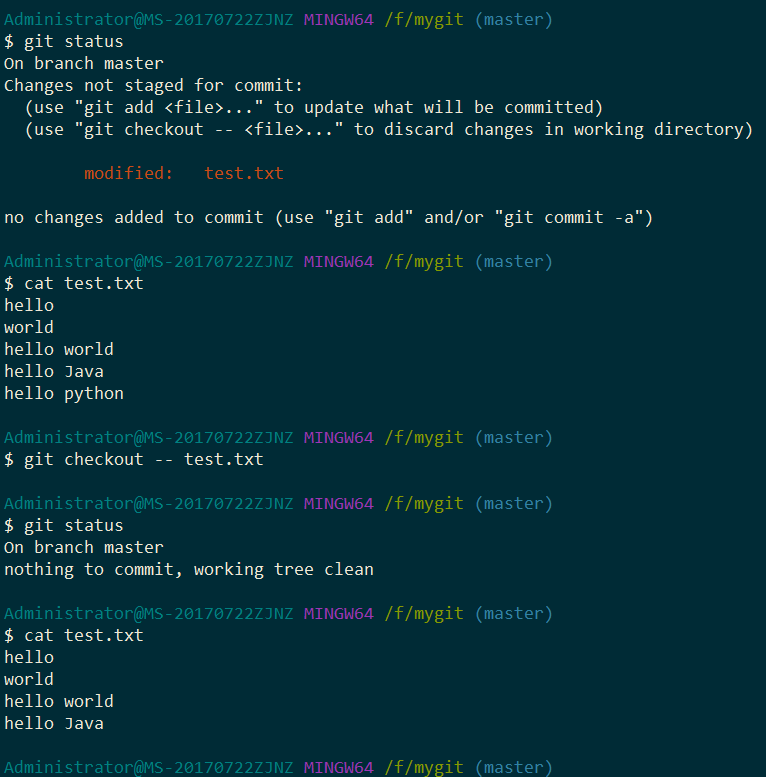 Administrator@MS-20170722ZJNZ MINGW64 /f/mygit (master)
$ git status
On branch master
Changes not staged for commit:
  (use "git add <file>..." to update what will be committed)
  (use "git checkout -- <file>..." to discard changes in working directory)

        modified:   test.txt

no changes added to commit (use "git add" and/or "git commit -a")

Administrator@MS-20170722ZJNZ MINGW64 /f/mygit (master)
$ cat test.txt
hello
world
hello world
hello Java
hello python

Administrator@MS-20170722ZJNZ MINGW64 /f/mygit (master)
$ git checkout -- test.txt

Administrator@MS-20170722ZJNZ MINGW64 /f/mygit (master)
$ git status
On branch master
nothing to commit, working tree clean

Administrator@MS-20170722ZJNZ MINGW64 /f/mygit (master)
$ cat test.txt
hello
world
hello world
hello Java

Administrator@MS-20170722ZJNZ MINGW64 /f/mygit (master)